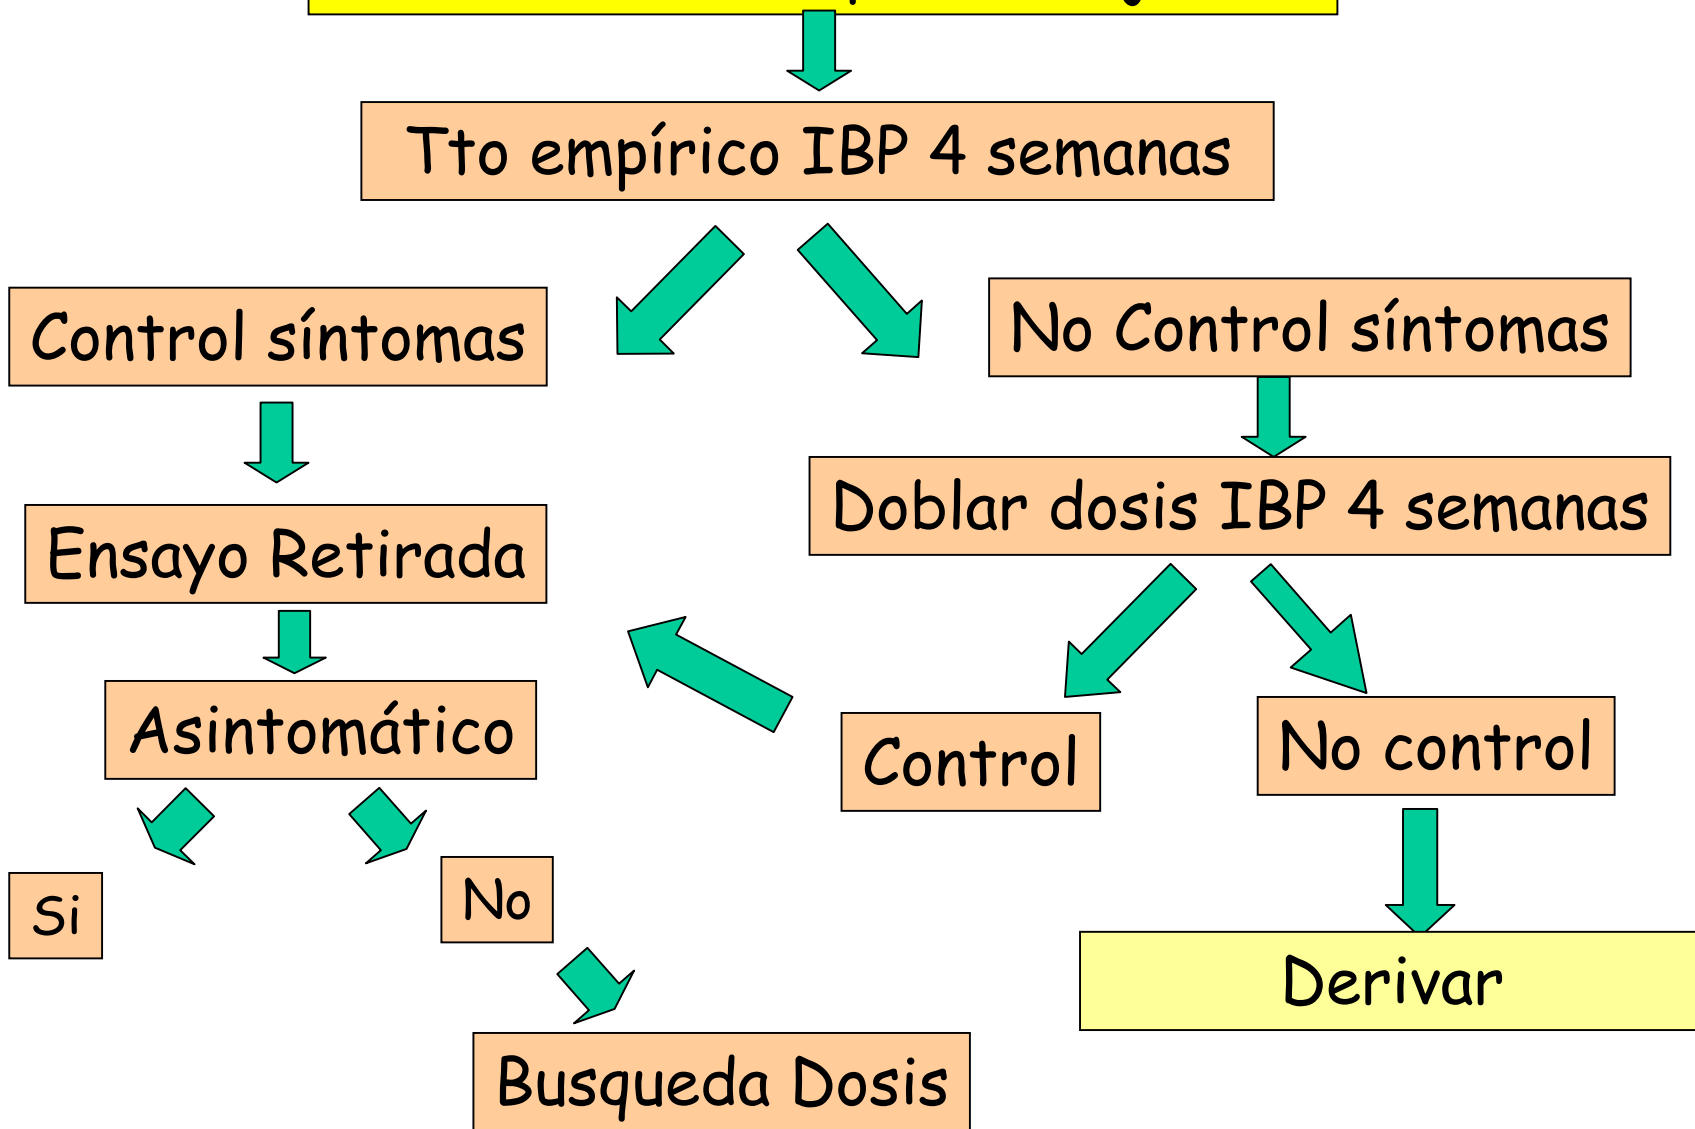 Tto empírico IBP 4 semanas
Control síntomas
No Control síntomas
Doblar dosis IBP 4 semanas
Ensayo Retirada
Asintomático
Control
No control
Si
No
Derivar
Busqueda Dosis